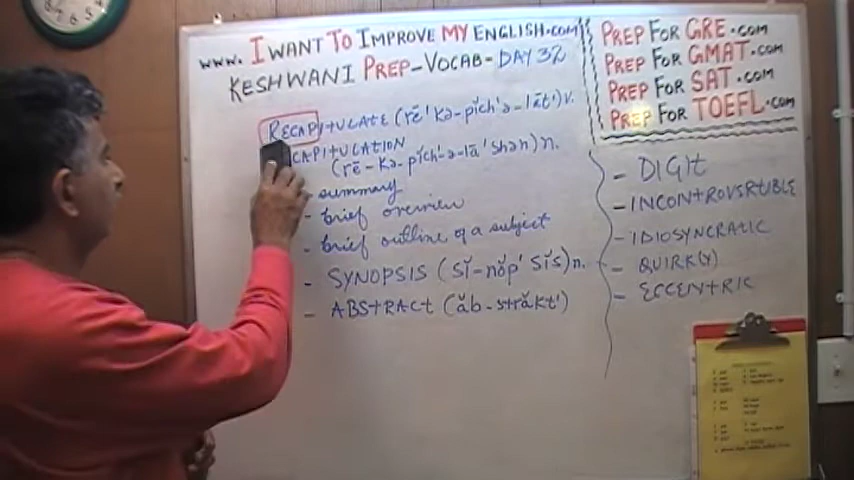 www. I WANT TO IMPROVE MY ENGLISH.COM
KESHWANI PREP-VOCAB - DAY 32
RECAPITULATE (rē' kə-pĭch'ə-lāt') v.
CAPITULATION
(rē-kə-pĭch-ə-lā'shən) n.
- summary
- brief overview
- brief outline of a subject
- SYNOPSIS (sĭ-nŏp'sĭs) n.
- ABSTRACT (ăb-străkt')
PREP FOR GRE.COM
PREP FOR GMAT.COM
PREP FOR SAT.COM
PREP FOR TOEFL.COM
- DIGIT
- INCONTROVERTIBLE
- IDIOSYNCRATIC
- QUIRK(Y)
- ECCENTRIC